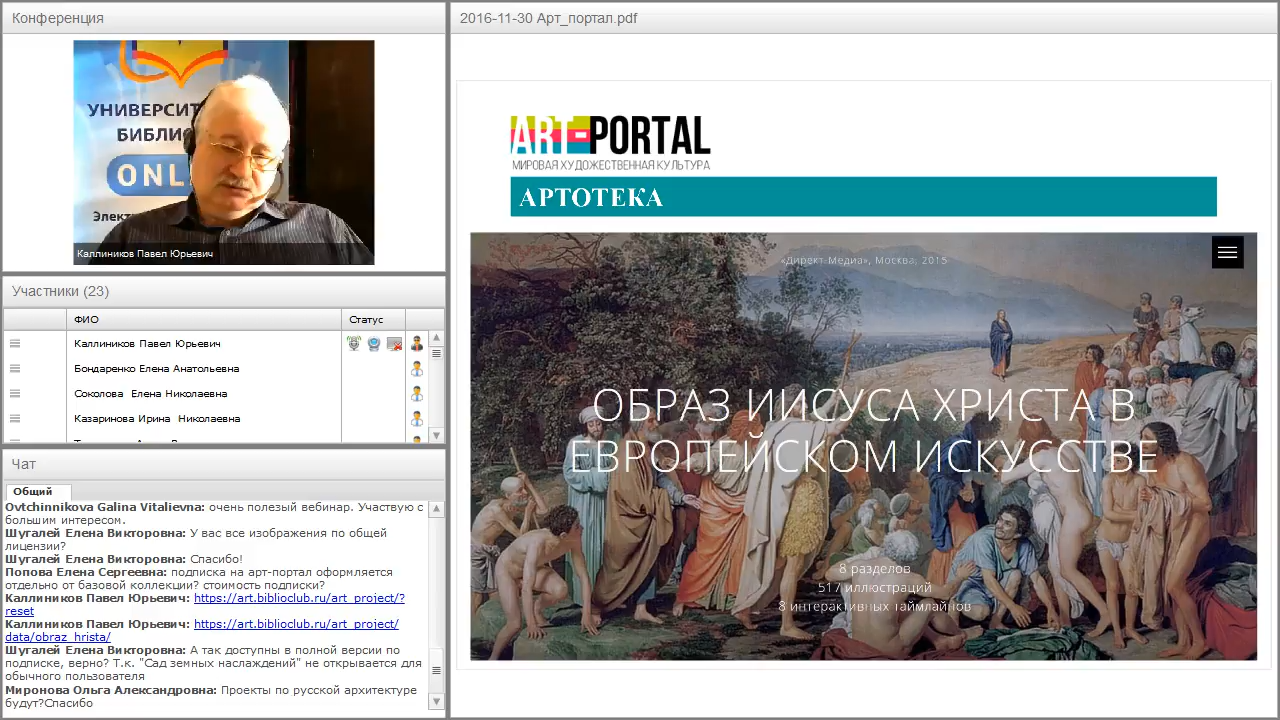 Конференция
УНИВЕРСИТ
БИБЛИО
ONL
Элект
Каллиников Павел Юрьевич
Участники (23)
ФИО
Статус
Каллиников Павел Юрьевич
Бондаренко Елена Анатольевна
Соколова Елена Николаевна
Казаринова Ирина Николаевна
Чат
Общий
Ovtchinnikova Galina Vitalievna: очень полезый вебинар. Участвую с
большим интересом.
Шугалей Елена Викторовна: У вас все изображения по общей
лицензии?
Шугалей Елена Викторовна: Спасибо!
Попова Елена Сергеевна: подписка на арт-портал оформляется
отдельно от базовой коллекции? стоимость подписки?
Каллиников Павел Юрьевич: https://art.biblioclub.ru/art_project/?
reset
Каллиников Павел Юрьевич: https://art.biblioclub.ru/art_project/
data/obraz_hrista/
Шугалей Елена Викторовна: А так доступны в полной версии по
подписке, верно? Т.к. "Сад земных наслаждений" не открывается для
обычного пользователя
Миронова Ольга Александровна: Проекты по русской архитектуре
будут?Спасибо
2016-11-30 Арт_портал.pdf
ART-PORTAL
МИРОВАЯ ХУДОЖЕСТВЕННАЯ КУЛЬТУРА
АРТОТЕКА
«Директ-Медиа», Москва, 2015
ОБРАЗ ИИСУСА ХРИСТА В
ЕВРОПЕЙСКОМ ИСКУССТВЕ
8 разделов
517 иллюстраций
8 интерактивных таймлайнов